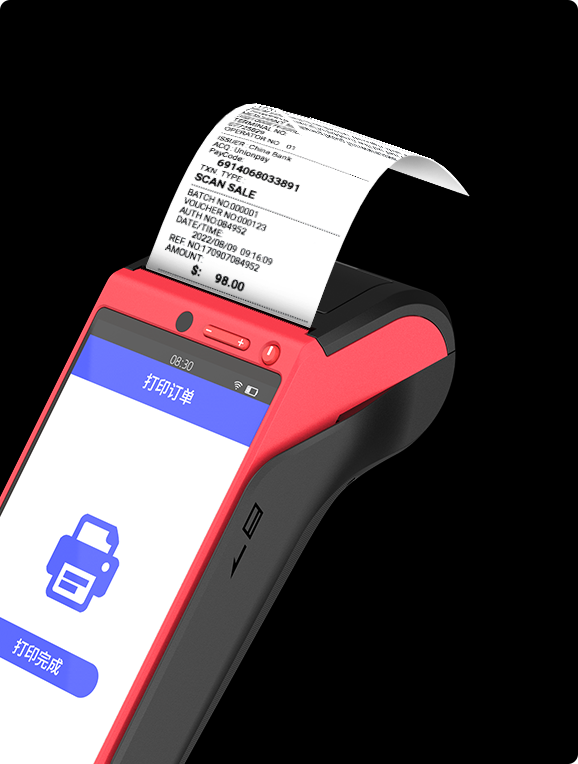 TERMINAL NO.
67725629
OPERATOR NO 01
ISSUER China Bank
ACQ. Unionpay
PayCode:
6914068033891
TXN. TYPE
SCAN SALE
BATCH NO:000001
VOUCHER NO:000123
AUTH NO:084952
DATE/TIME:
2022/08/09 09:16:09
REF NO:170907084952
AMOUNT:
$: 98.00
- +
08:30
打印订单
打印完成